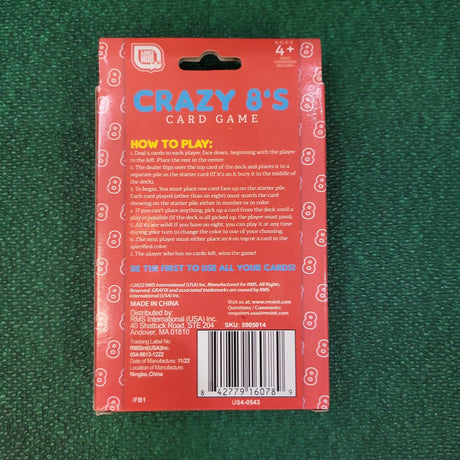 GAMES
HUB
AGES
4+
CRAZY 8'S
CARD GAME
HOW TO PLAY:
1. Deal 5 cards to each player, face down, beginning with the player
to the left. Place the rest in the center.
2. The dealer flips over the top card of the deck and places it in a
separate pile as the starter card (If it's an 8, bury it in the middle of
the deck).
3. To begin, You must place one card face up on the starter pile.
Each card played (other than an eight) must match the card
showing on the starter pile, either in number or in color.
4. If you can't place anything, pick up a card from the deck until a
play is possible (If the deck is all picked up, the player must pass).
5. All 8's are wild! If you have an eight, you can play it at any time
during your turn to change the color to one of your choosing.
6. The next player must either place an 8 on top or a card in the
specified color.
7. The player who has no cards left, wins the game!
BE THE FIRST TO USE ALL YOUR CARDS!
©2022 RMS International (USA) Inc. Manufactured for RMS. All Rights.
Reserved. GRAFIX and associated trademarks are owned by RMS
International (USA) Inc.
MADE IN CHINA
Visit us at: www.rmsint.com
Questions / Comments:
enquiries.usa@rmsint.com
Distributed by:
RMS International (USA) Inc.
40 Shattuck Road, STE 204
Andover, MA 01810
SKU: 5905014
Tracking Label No.
RMSInt(USA)Inc.
054-0013-1222
Date of Manufacture: 11/22
Location of Manufacture:
Ningbo,China
8 42779 16078 9
/FB1
US4-0543